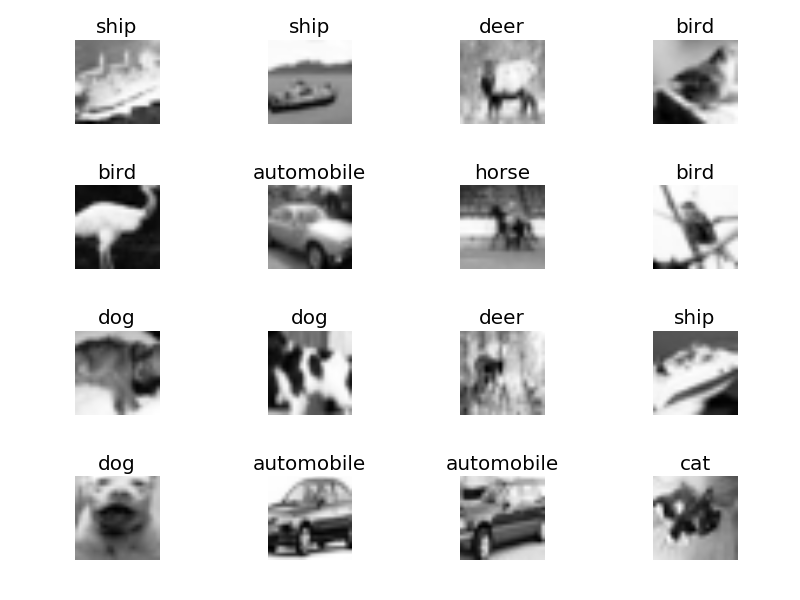 ship ship deer bird
bird automobile horse bird
dog dog deer ship
dog automobile automobile cat